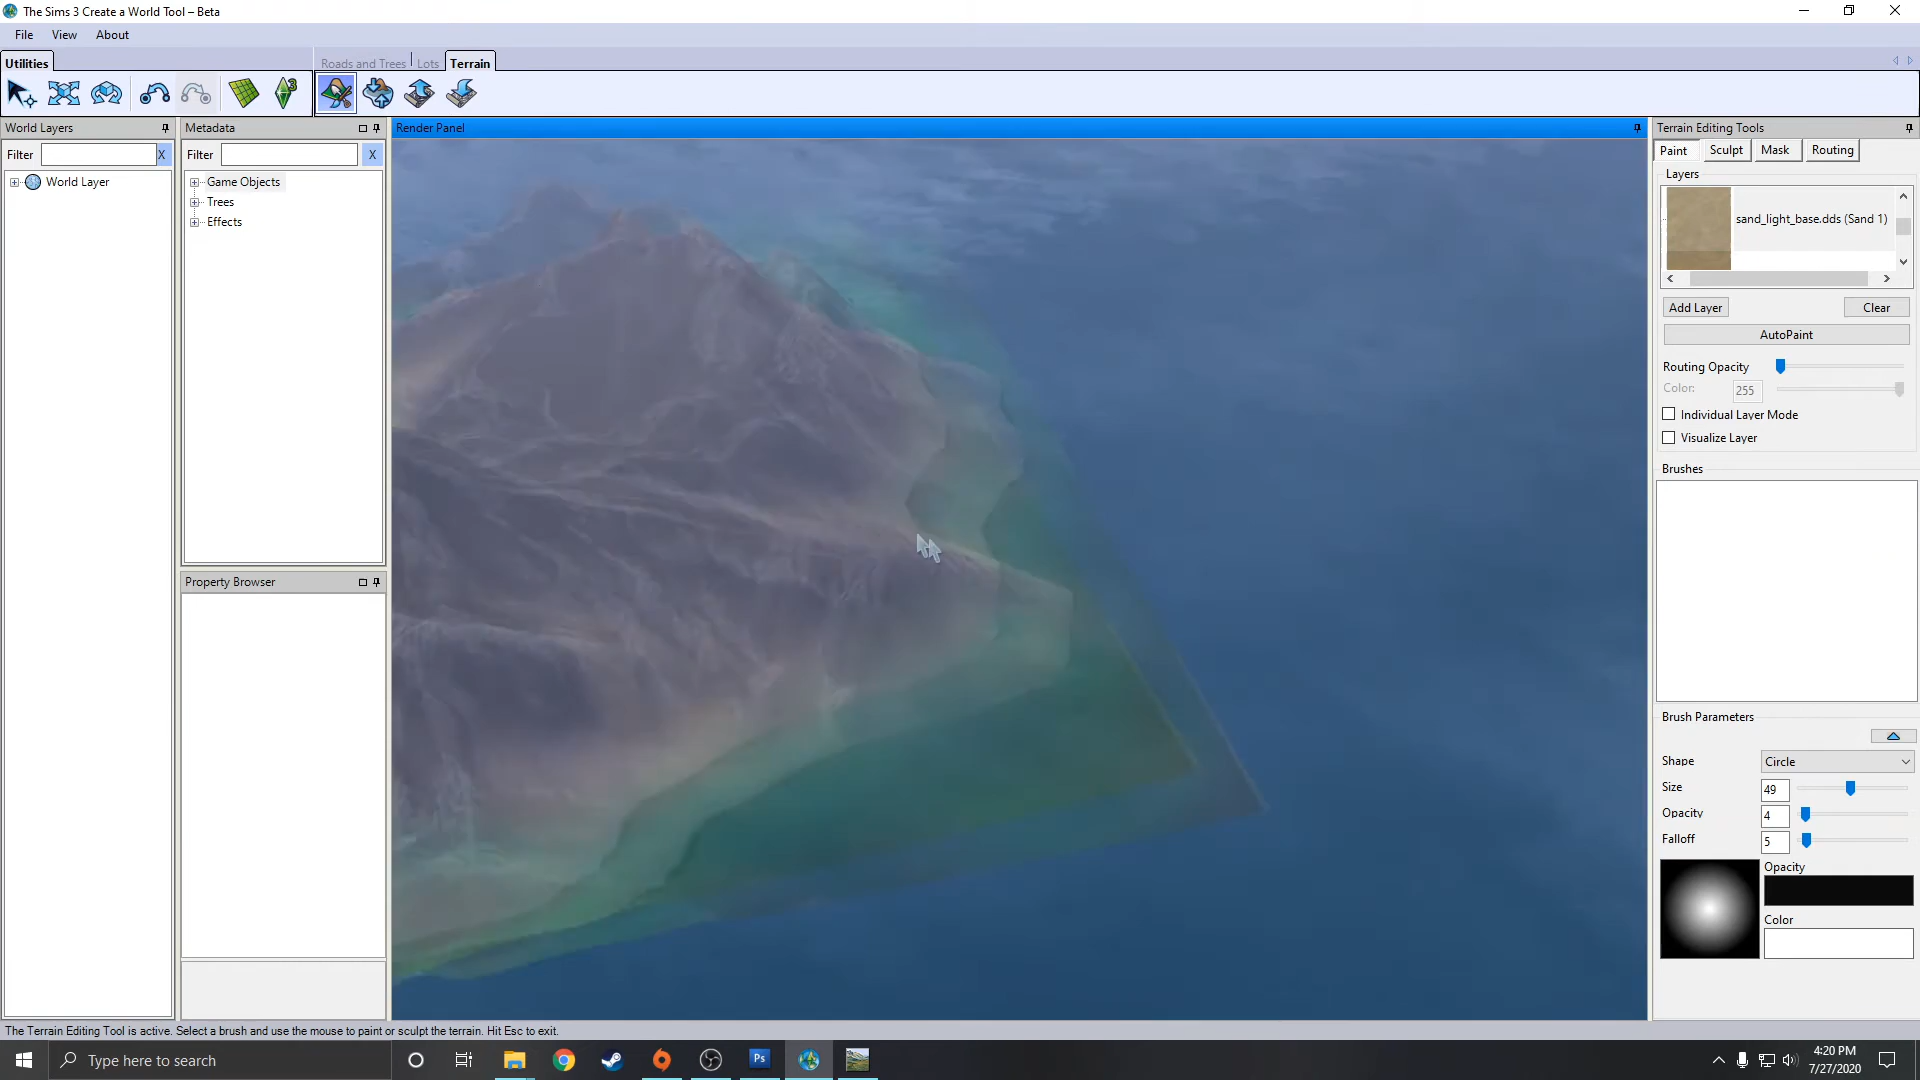 The Sims 3 Create a World Tool – Beta
File View About
Utilities
Roads and Trees Lots Terrain
World Layers
Filter X
World Layer
Metadata
Filter X
Game Objects
Trees
Effects
Property Browser
Render Panel
Terrain Editing Tools
Paint Sculpt Mask Routing
Layers
sand_light_base.dds (Sand 1)
Add Layer Clear
AutoPaint
Routing Opacity
Color: 255
Individual Layer Mode
Visualize Layer
Brushes
Brush Parameters
Shape Circle
Size 49
Opacity 4
Falloff 5
Opacity
Color
The Terrain Editing Tool is active. Select a brush and use the mouse to paint or sculpt the terrain. Hit Esc to exit.
Type here to search
Ps
4:20 PM
7/27/2020